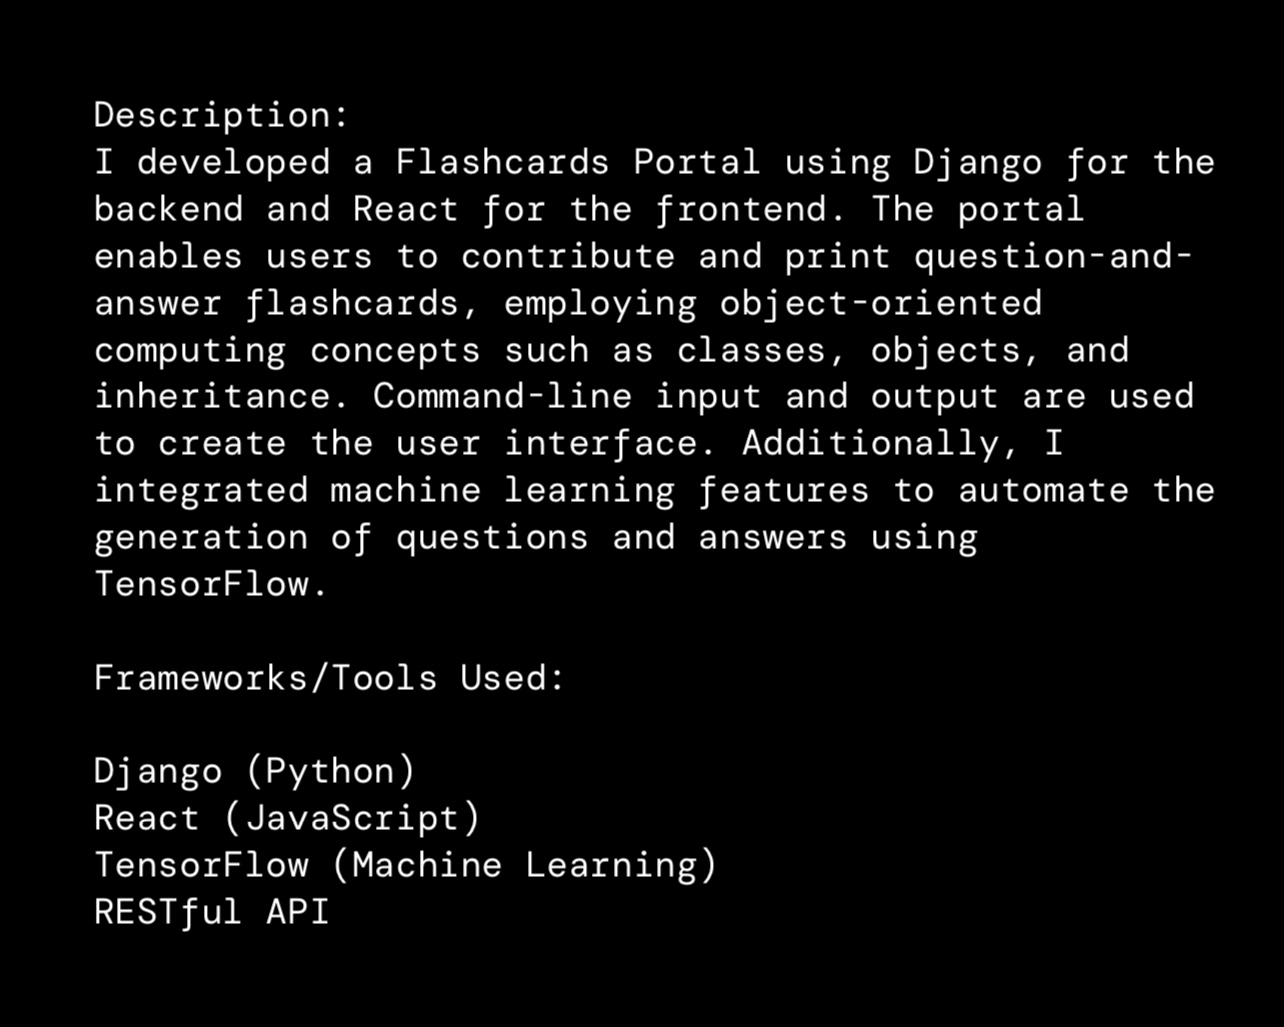 Description:
I developed a Flashcards Portal using Django for the
backend and React for the frontend. The portal
enables users to contribute and print question-and-
answer flashcards, employing object-oriented
computing concepts such as classes, objects, and
inheritance. Command-line input and output are used
to create the user interface. Additionally, I
integrated machine learning features to automate the
generation of questions and answers using
TensorFlow.
Frameworks/Tools Used:
Django (Python)
React (JavaScript)
TensorFlow (Machine Learning)
RESTful API